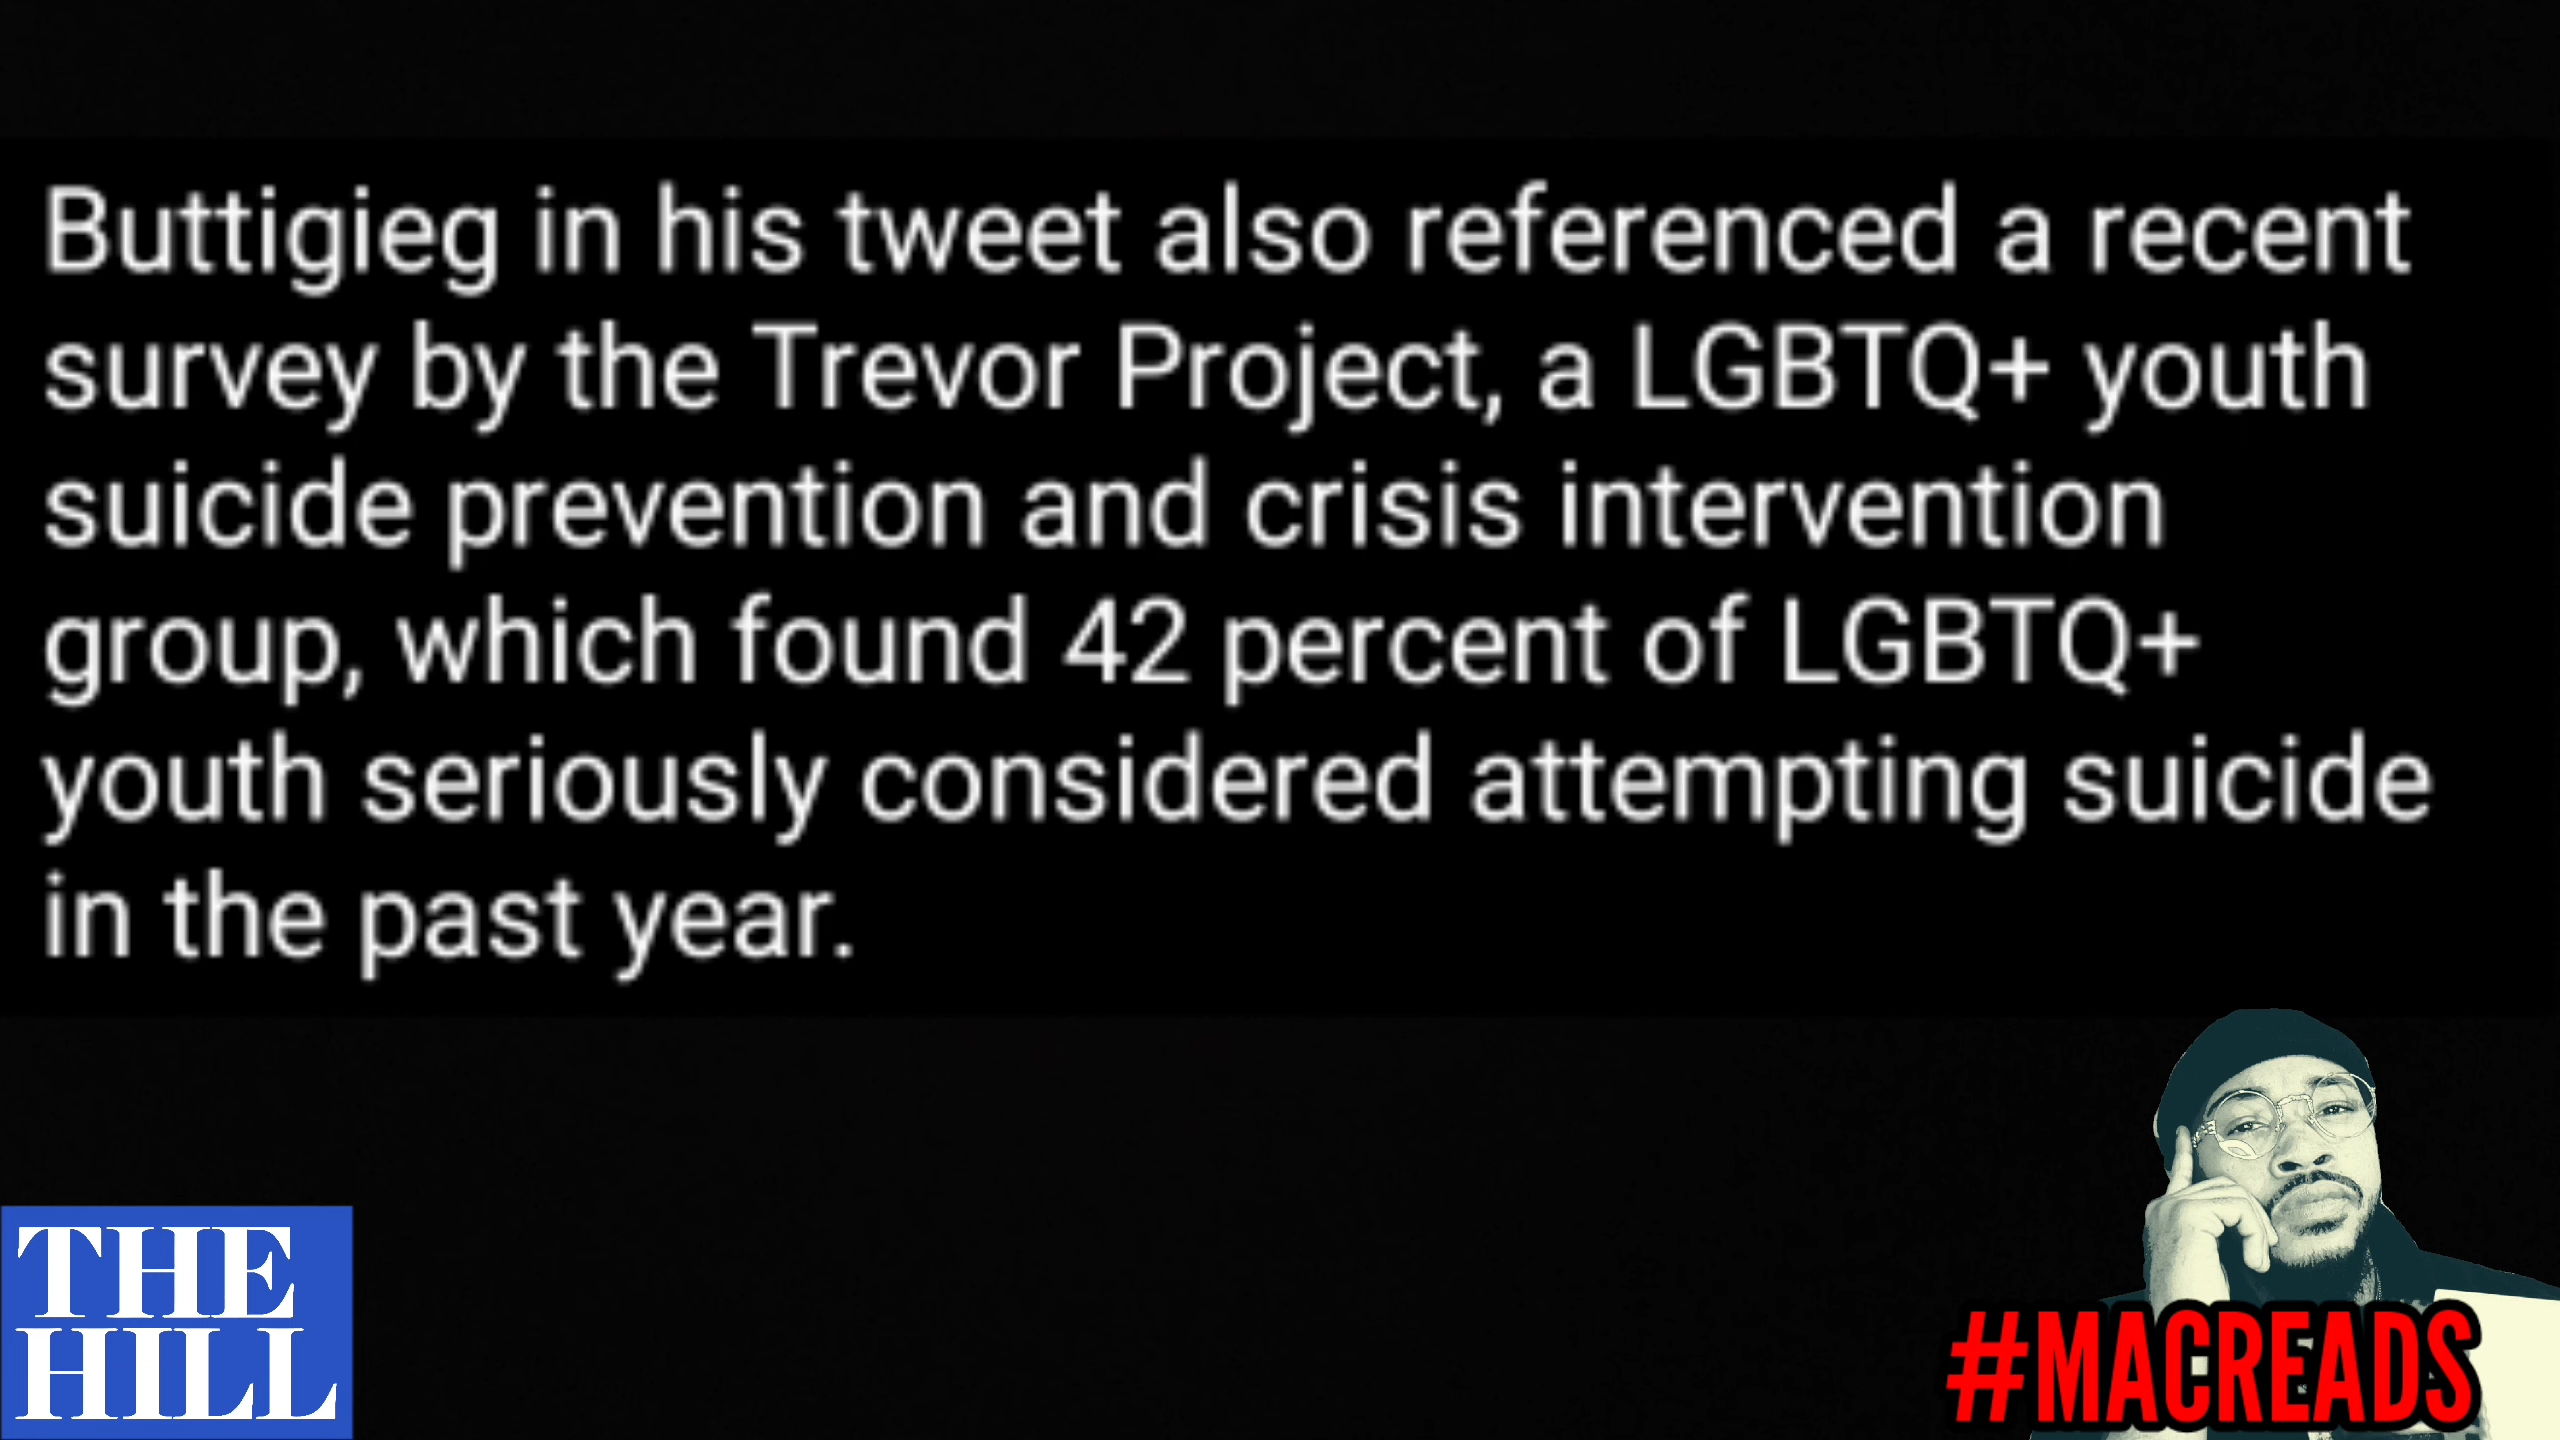 Buttigieg in his tweet also referenced a recent
survey by the Trevor Project, a LGBTQ+ youth
suicide prevention and crisis intervention
group, which found 42 percent of LGBTQ+
youth seriously considered attempting suicide
in the past year.
THE
HILL
#MACREADS